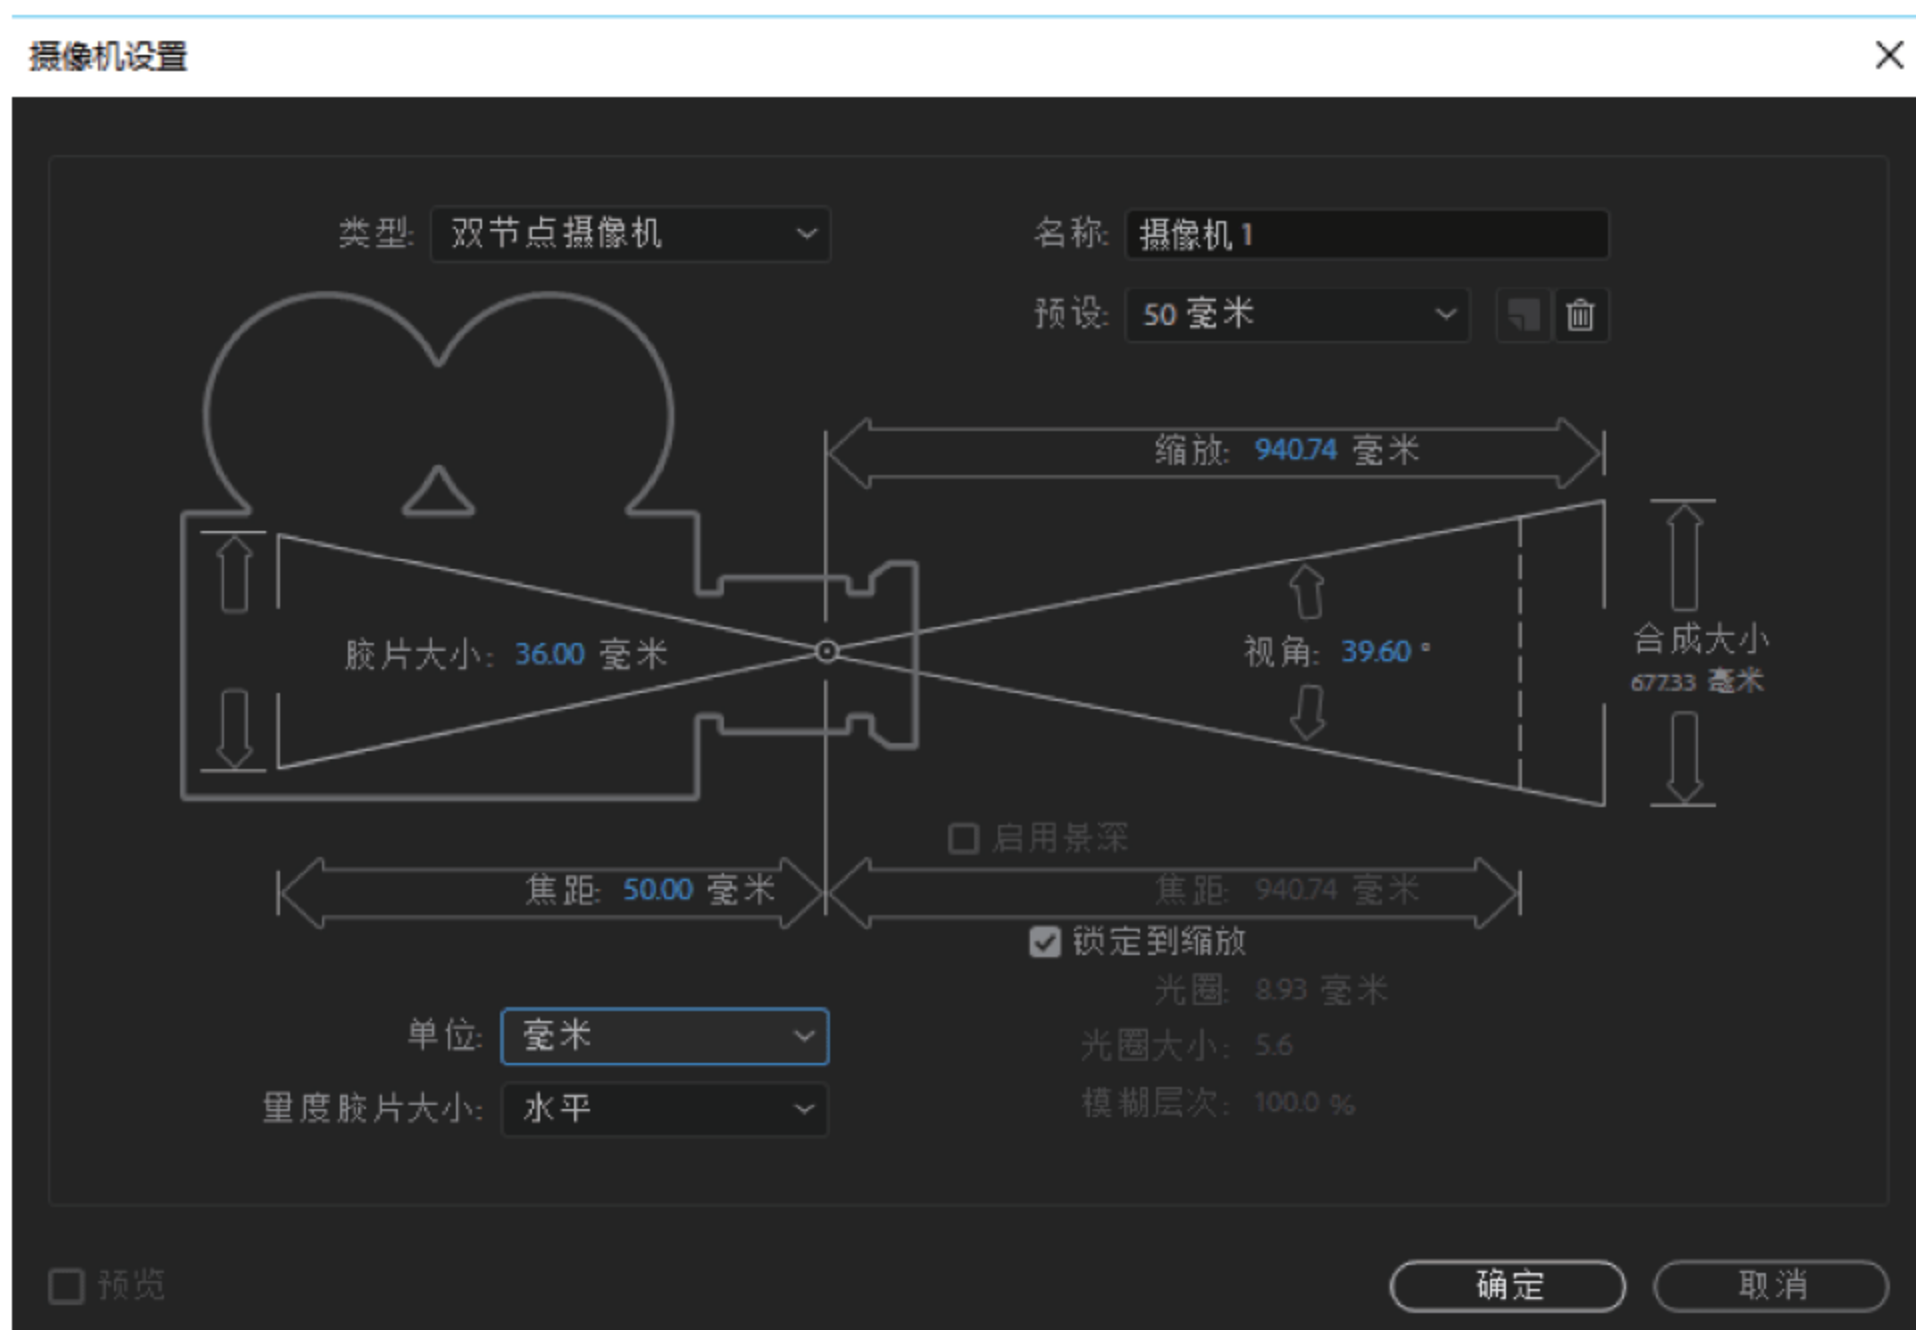 摄像机设置
类型: 双节点摄像机
名称: 摄像机 1
预设: 50 毫米
缩放: 940.74 毫米
胶片大小: 36.00 毫米
视角: 39.60 °
合成大小
677.33 毫米
启用景深
焦距: 50.00 毫米
焦距: 940.74 毫米
锁定到缩放
光圈: 8.93 毫米
单位: 毫米
光圈大小: 5.6
量度胶片大小: 水平
模糊层次: 100.0 %
预览
确定
取消